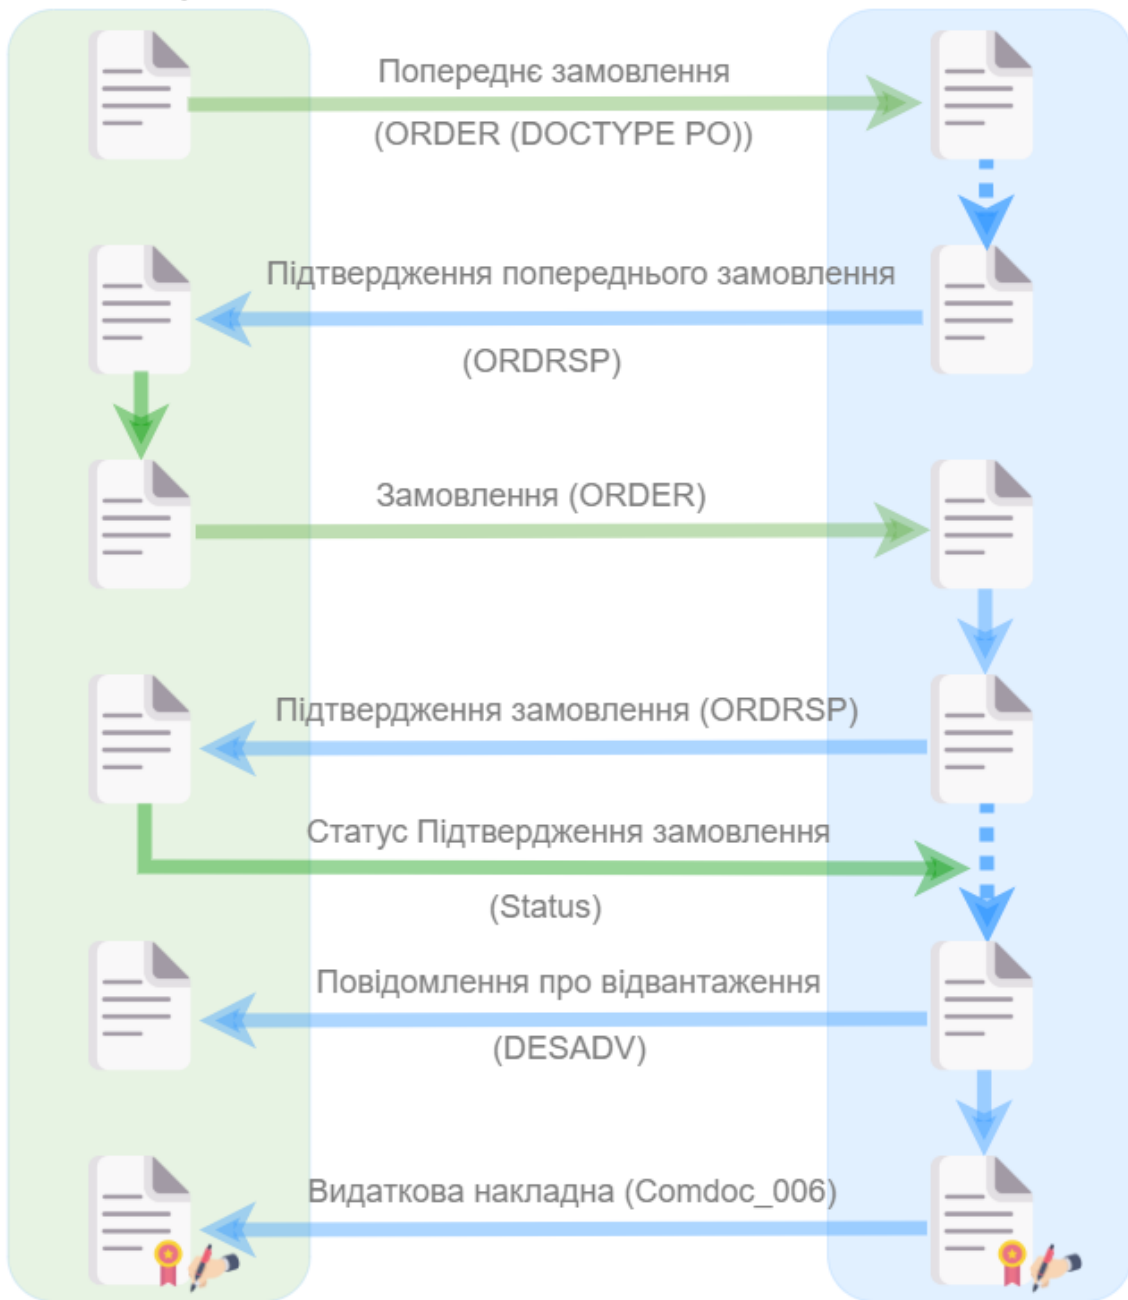 Попереднє замовлення
(ORDER (DOCTYPE PO))
Підтвердження попереднього замовлення
(ORDRSP)
Замовлення (ORDER)
Підтвердження замовлення (ORDRSP)
Статус Підтвердження замовлення
(Status)
Повідомлення про відвантаження
(DESADV)
Видаткова накладна (Comdoc_006)